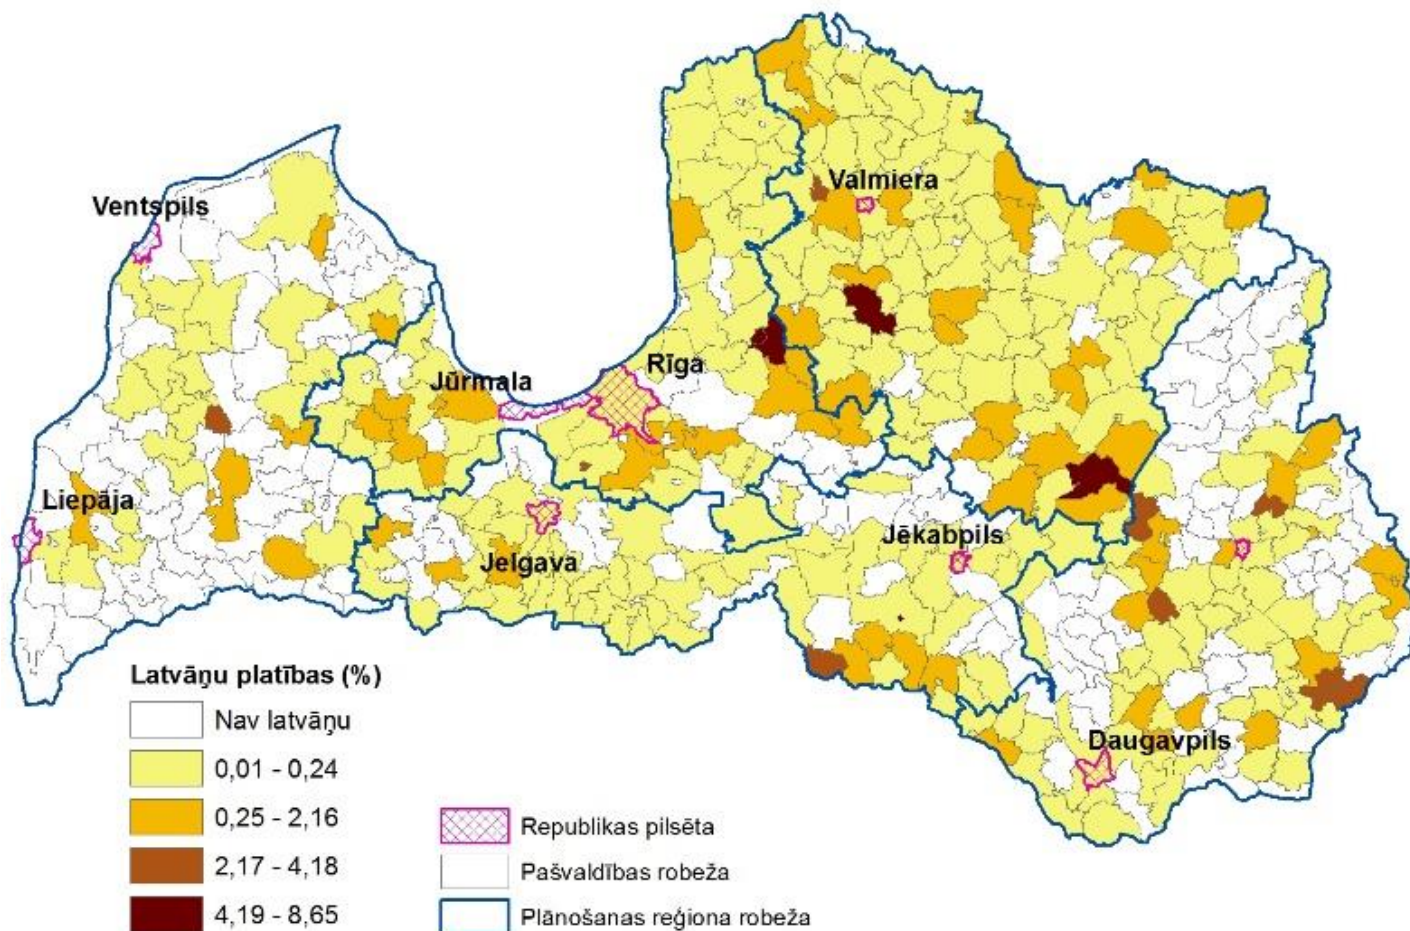 Ventspils
Valmiera
Rīga
Jūrmala
Liepāja
Jēkabpils
Jelgava
Daugavpils
Latvāņu platības (%)
Nav latvāņu
0,01 - 0,24
0,25 - 2,16
2,17 - 4,18
4,19 - 8,65
Republikas pilsēta
Pašvaldības robeža
Plānošanas reģiona robeža